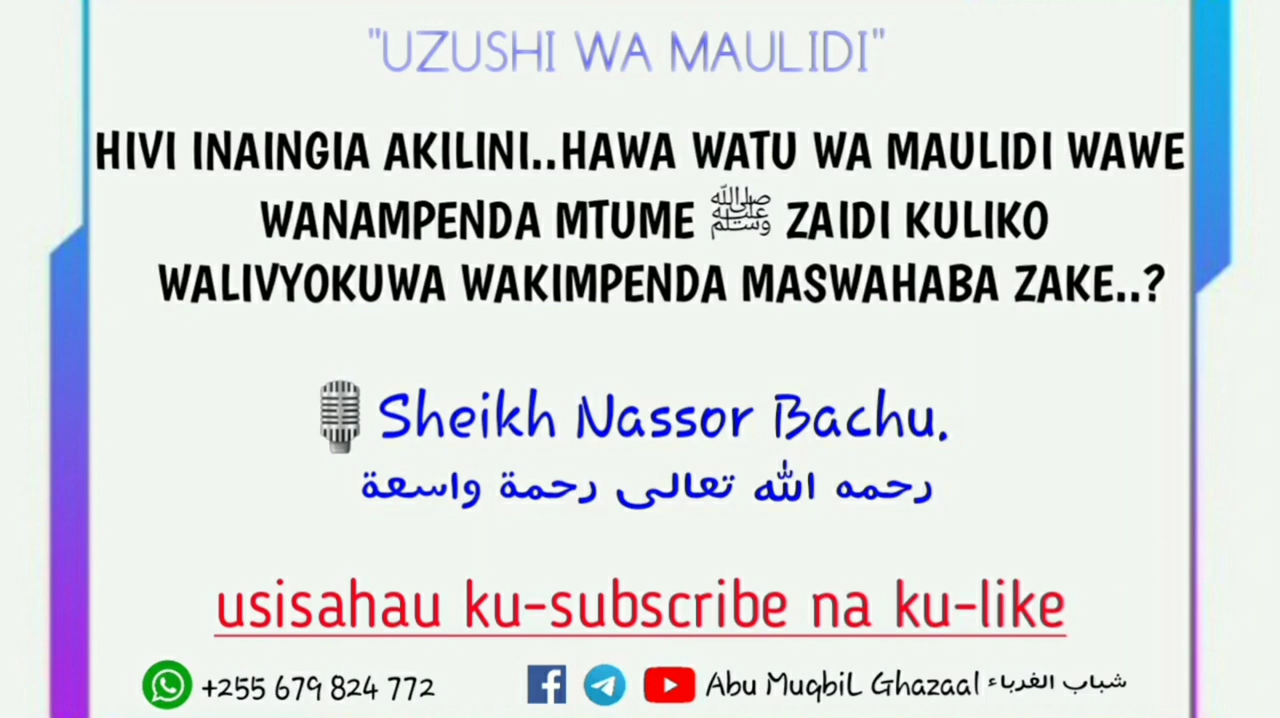 "UZUSHI WA MAULIDI"
HIVI INAINGIA AKILINI..HAWA WATU WA MAULIDI WAWE
WANAMPENDA MTUME ﷺ ZAIDI KULIKO
WALIVYOKUWA WAKIMPENDA MASWAHABA ZAKE..?
Sheikh Nassor Bachu.
رحمه الله تعالى رحمة واسعة
usisahau ku-subscribe na ku-like
+255 679 824 772
Abu MuqbiL Ghazaal شباب الغرباء